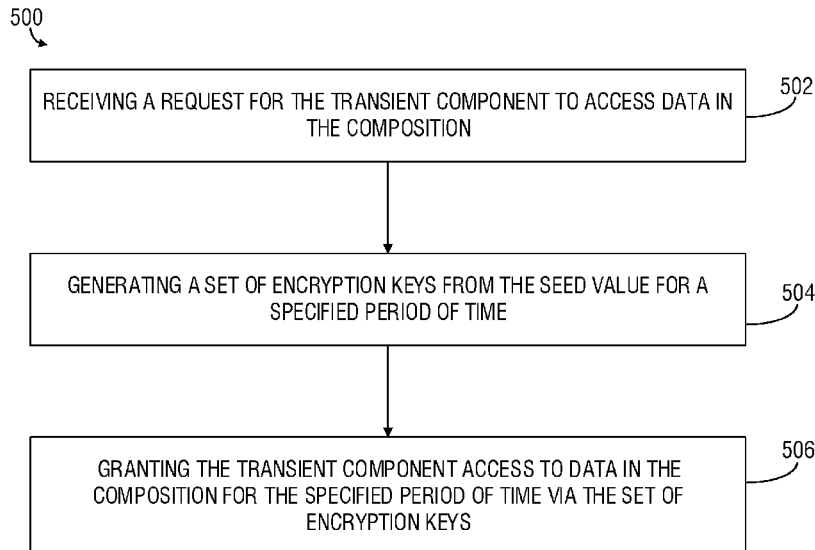 500
RECEIVING A REQUEST FOR THE TRANSIENT COMPONENT TO ACCESS DATA IN
THE COMPOSITION
502
GENERATING A SET OF ENCRYPTION KEYS FROM THE SEED VALUE FOR A
SPECIFIED PERIOD OF TIME
504
GRANTING THE TRANSIENT COMPONENT ACCESS TO DATA IN THE
COMPOSITION FOR THE SPECIFIED PERIOD OF TIME VIA THE SET OF
ENCRYPTION KEYS
506